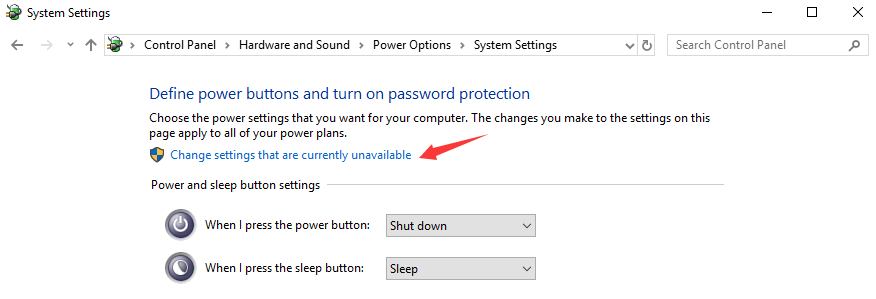 System Settings
Control Panel > Hardware and Sound > Power Options > System Settings
Search Control Panel
Define power buttons and turn on password protection
Choose the power settings that you want for your computer. The changes you make to the settings on this
page apply to all of your power plans.
Change settings that are currently unavailable
Power and sleep button settings
When I press the power button: Shut down
When I press the sleep button: Sleep